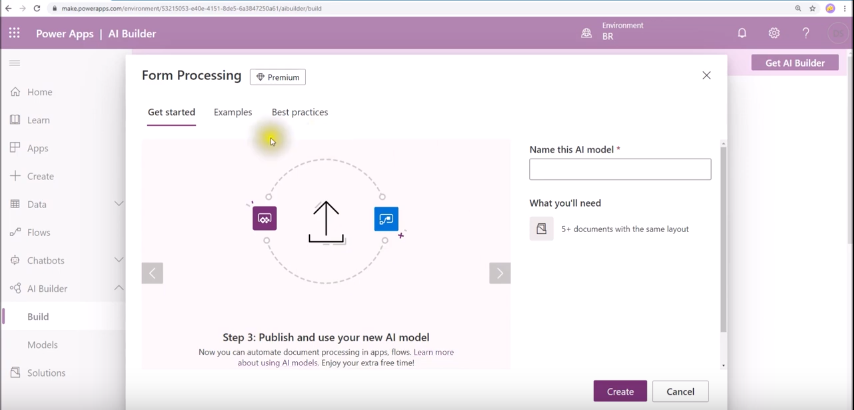 make.powerapps.com/environment/53215053-e40e-4151-8de5-6a3847250a61/aibuilder/build
Power Apps | AI Builder
Environment
BR
Get AI Builder
Home
Learn
Apps
Create
Data
Flows
Chatbots
AI Builder
Build
Models
Solutions
Form Processing
Premium
Get started
Examples
Best practices
Step 3: Publish and use your new AI model
Now you can automate document processing in apps, flows. Learn more
about using AI models. Enjoy your extra free time!
Name this AI model *
What you'll need
5+ documents with the same layout
Create
Cancel